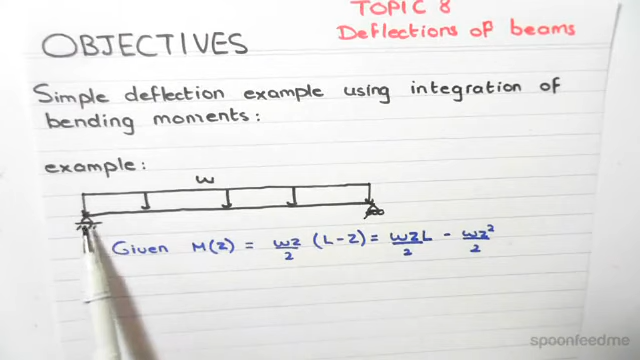 TOPIC 8
Deflections of beams
OBJECTIVES
Simple deflection example using integration of
bending moments:
example:
w
Given M(z) = wz/2 (L-z) = wzL/2 - wz²/2
spoonfeedme